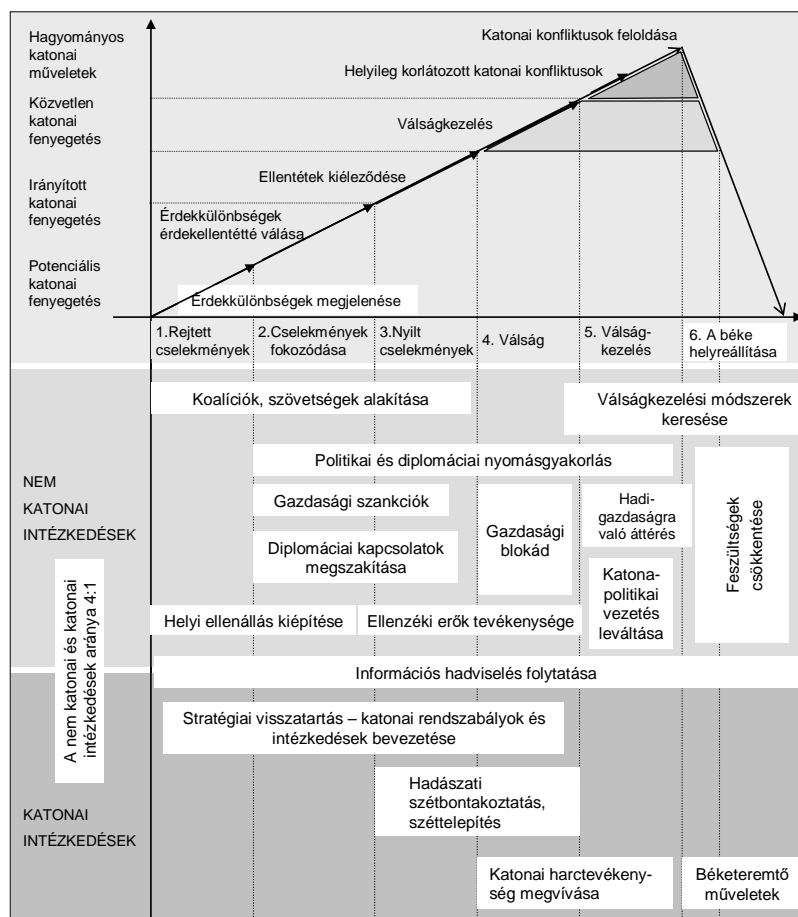 Hagyományos
katonai
műveletek
Közvetlen
katonai
fenyegetés
Irányított
katonai
fenyegetés
Potenciális
katonai
fenyegetés
Katonai konfliktusok feloldása
Helyileg korlátozott katonai konfliktusok
Válságkezelés
Ellentétek kiéleződése
Érdekkülönbségek
érdekellentétté válása
Érdekkülönbségek megjelenése
1.Rejtett
cselekmények
2.Cselekmények
fokozódása
3.Nyílt
cselekmények
4. Válság
5. Válság-
kezelés
6. A béke
helyreállítása
NEM
KATONAI
INTÉZKEDÉSEK
A nem katonai és katonai
intézkedések aránya 4:1
KATONAI
INTÉZKEDÉSEK
Koalíciók, szövetségek alakítása
Válságkezelési módszerek
keresése
Politikai és diplomáciai nyomásgyakorlás
Gazdasági szankciók
Diplomáciai kapcsolatok
megszakítása
Gazdasági
blokád
Hadi-
gazdaságra
való áttérés
Katona-
politikai
vezetés
leváltása
Feszültségek
csökkentése
Helyi ellenállás kiépítése
Ellenzéki erők tevékenysége
Információs hadviselés folytatása
Stratégiai visszatartás – katonai rendszabályok és
intézkedések bevezetése
Hadászati
szétbontakoztatás,
széttelepítés
Katonai harctevékeny-
ség megvívása
Béketeremtő
műveletek